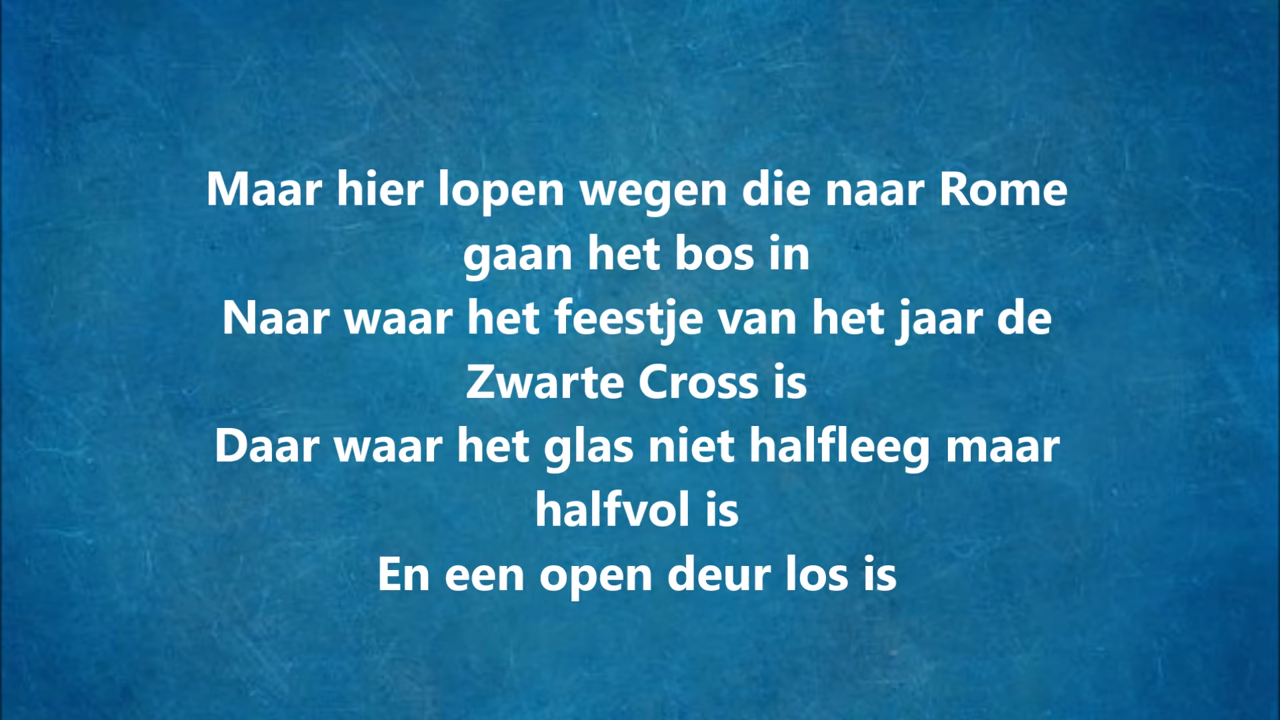 Maar hier lopen wegen die naar Rome
gaan het bos in
Naar waar het feestje van het jaar de
Zwarte Cross is
Daar waar het glas niet halfleeg maar
halfvol is
En een open deur los is